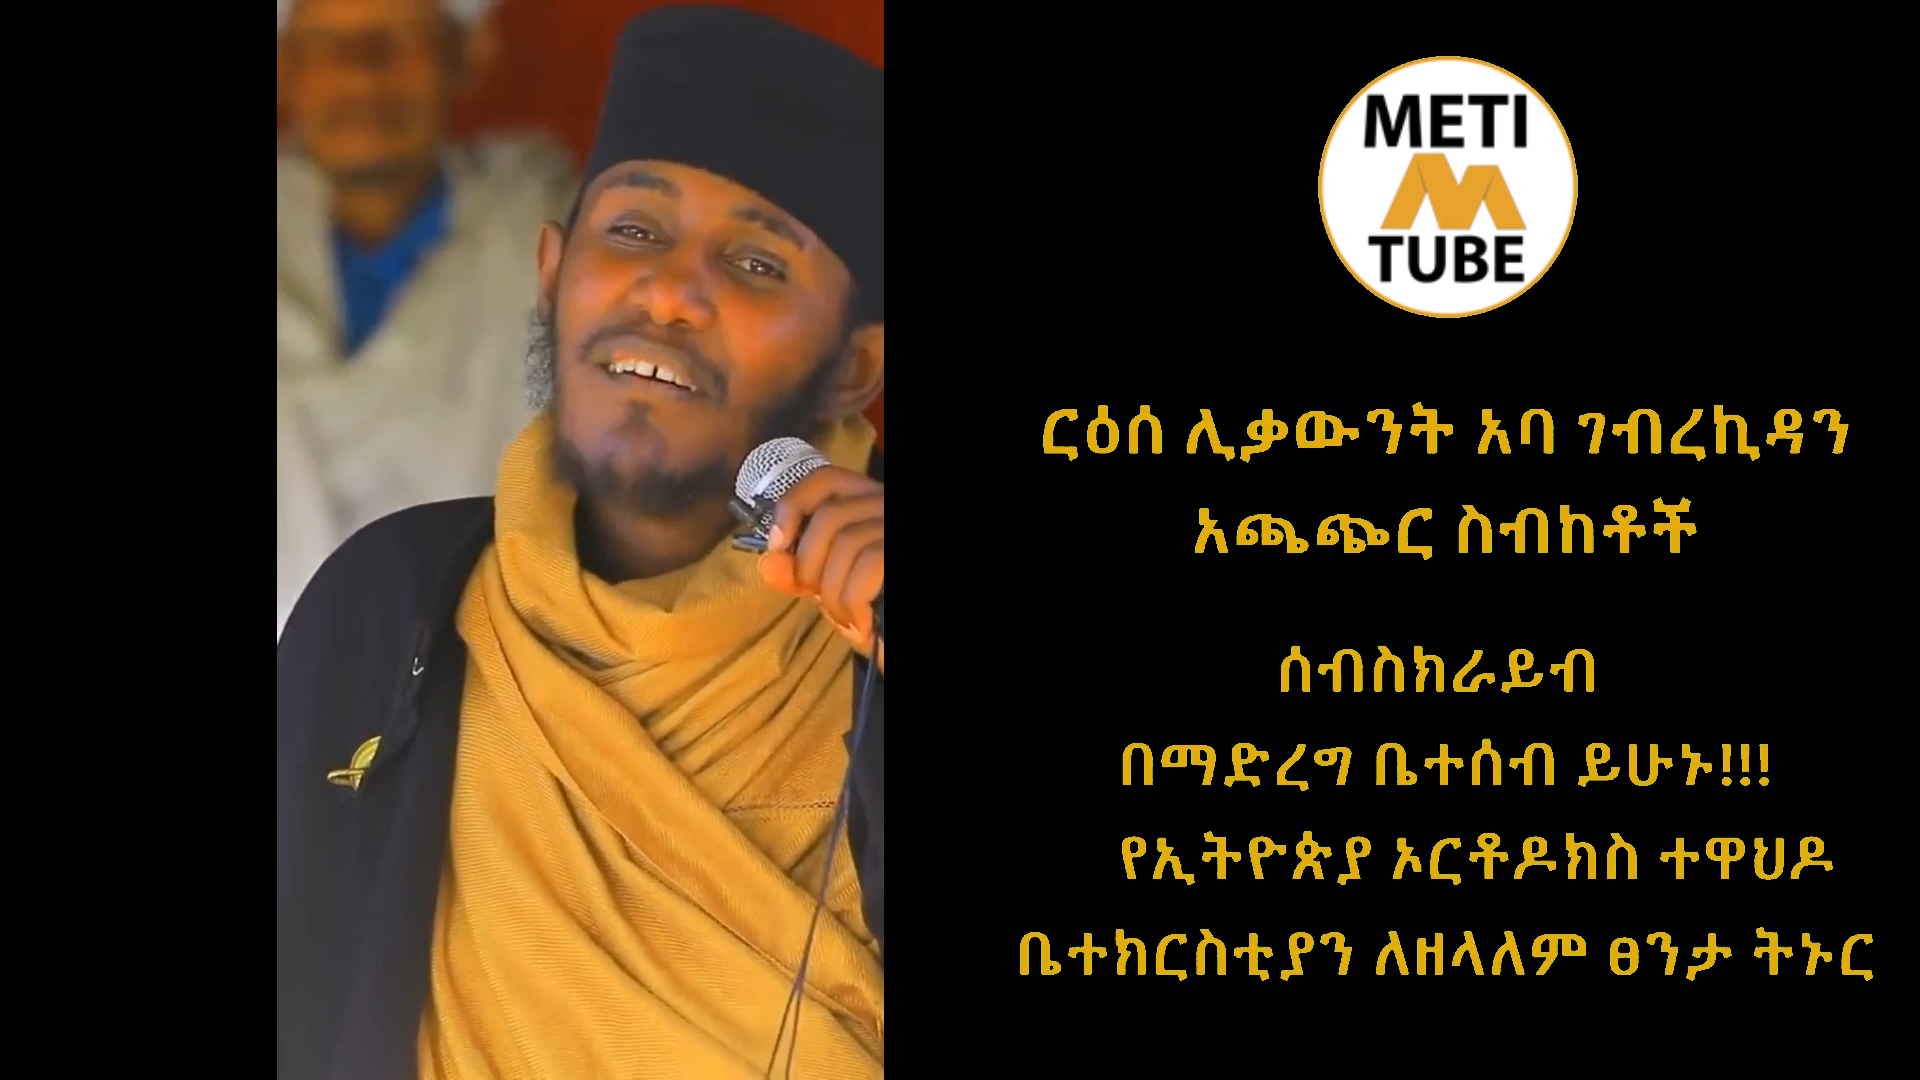 METI
TUBE
ርዕሰ ሊቃውንት አባ ገብረኪዳን
አጫጭር ስብከቶች
ሰብስክራይብ
በማድረግ ቤተሰብ ይሁኑ!!!
የኢትዮጵያ ኦርቶዶክስ ተዋህዶ
ቤተክርስቲያን ለዘላለም ፀንታ ትኑር